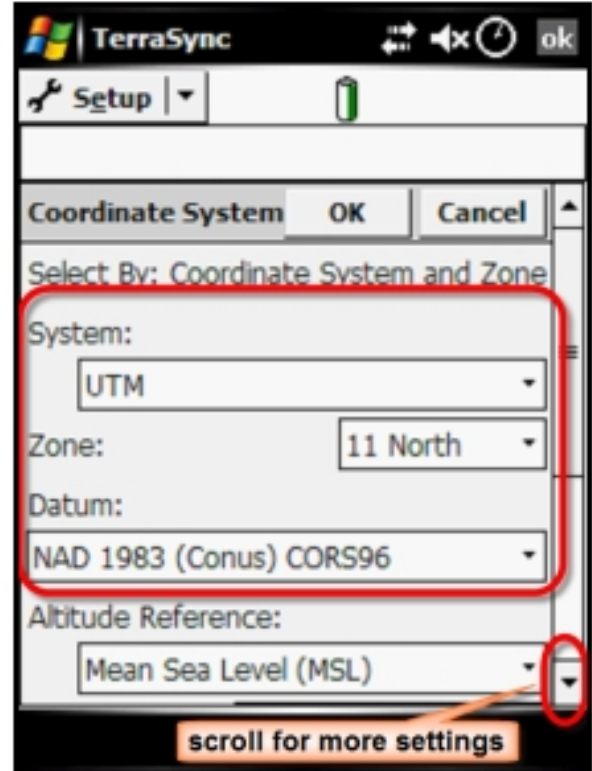 TerraSync
ok
Setup
Coordinate System OK Cancel
Select By: Coordinate System and Zone
System:
UTM
Zone: 11 North
Datum:
NAD 1983 (Conus) CORS96
Altitude Reference:
Mean Sea Level (MSL)
scroll for more settings